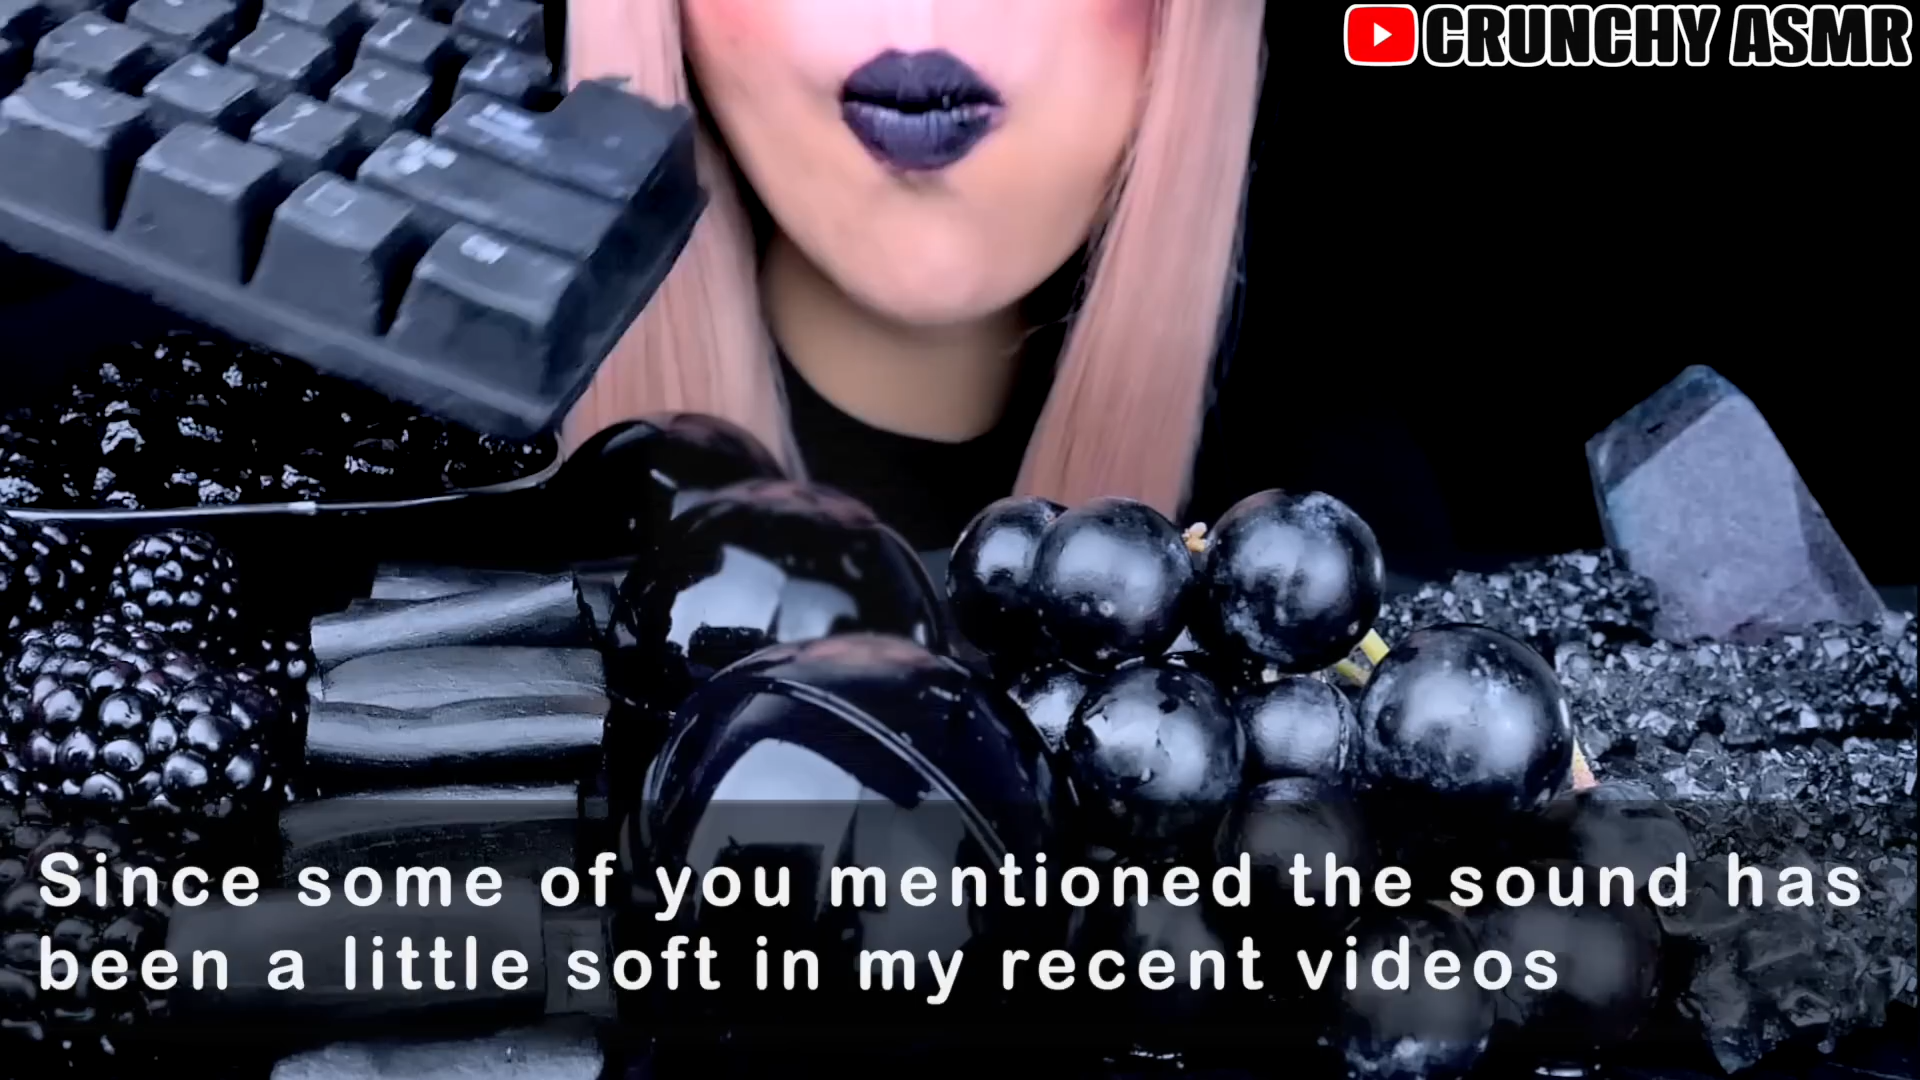 CRUNCHY ASMR
Since some of you mentioned the sound has
been a little soft in my recent videos